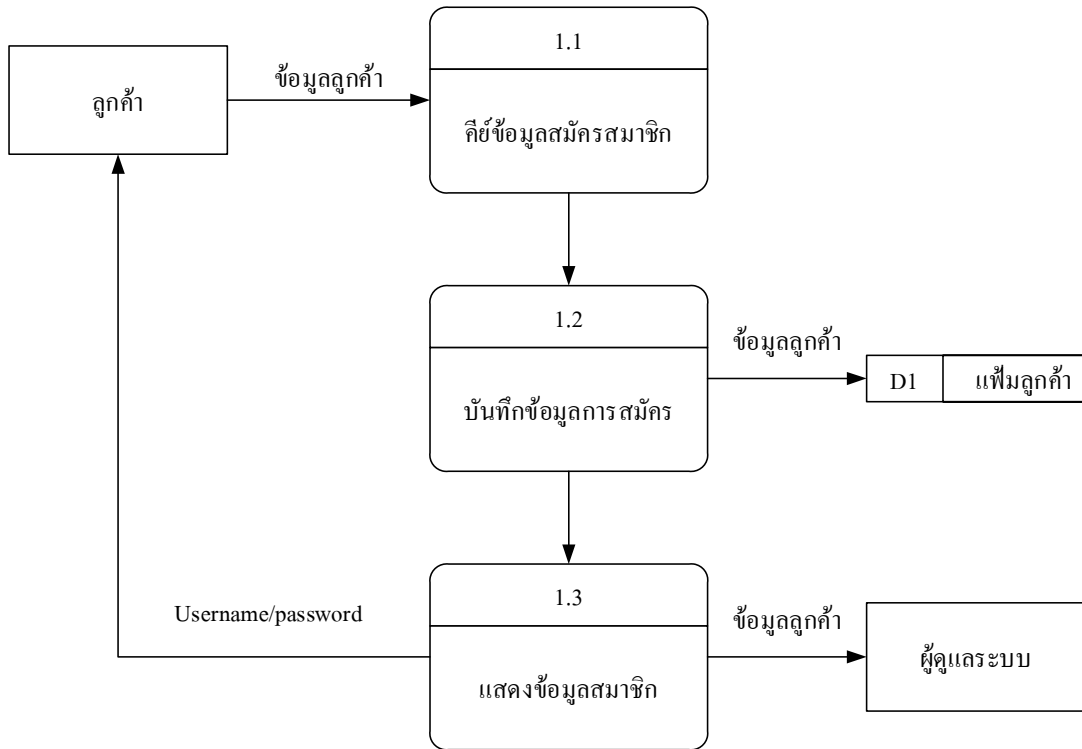 1.1
ลูกค้า
ข้อมูลลูกค้า
คีย์ข้อมูลสมัครสมาชิก
1.2
บันทึกข้อมูลการสมัคร
ข้อมูลลูกค้า
D1
แฟ้มลูกค้า
1.3
แสดงข้อมูลสมาชิก
Username/password
ข้อมูลลูกค้า
ผู้ดูแลระบบ